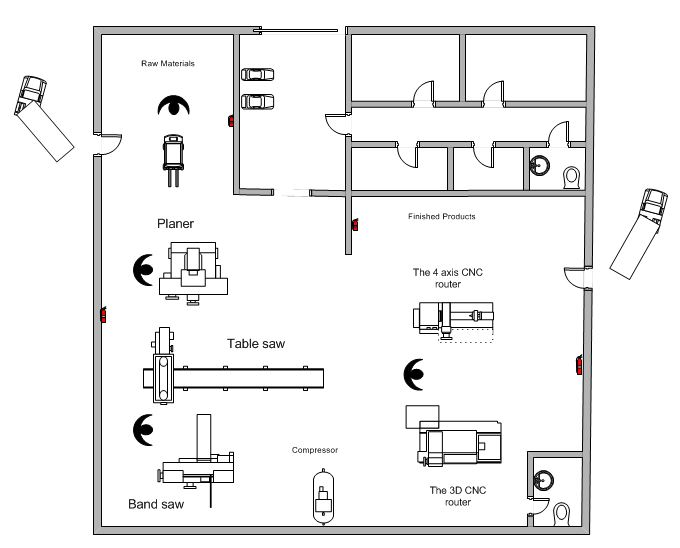 Raw Materials
Planer
Finished Products
The 4 axis CNC
router
Table saw
Compressor
The 3D CNC
router
Band saw